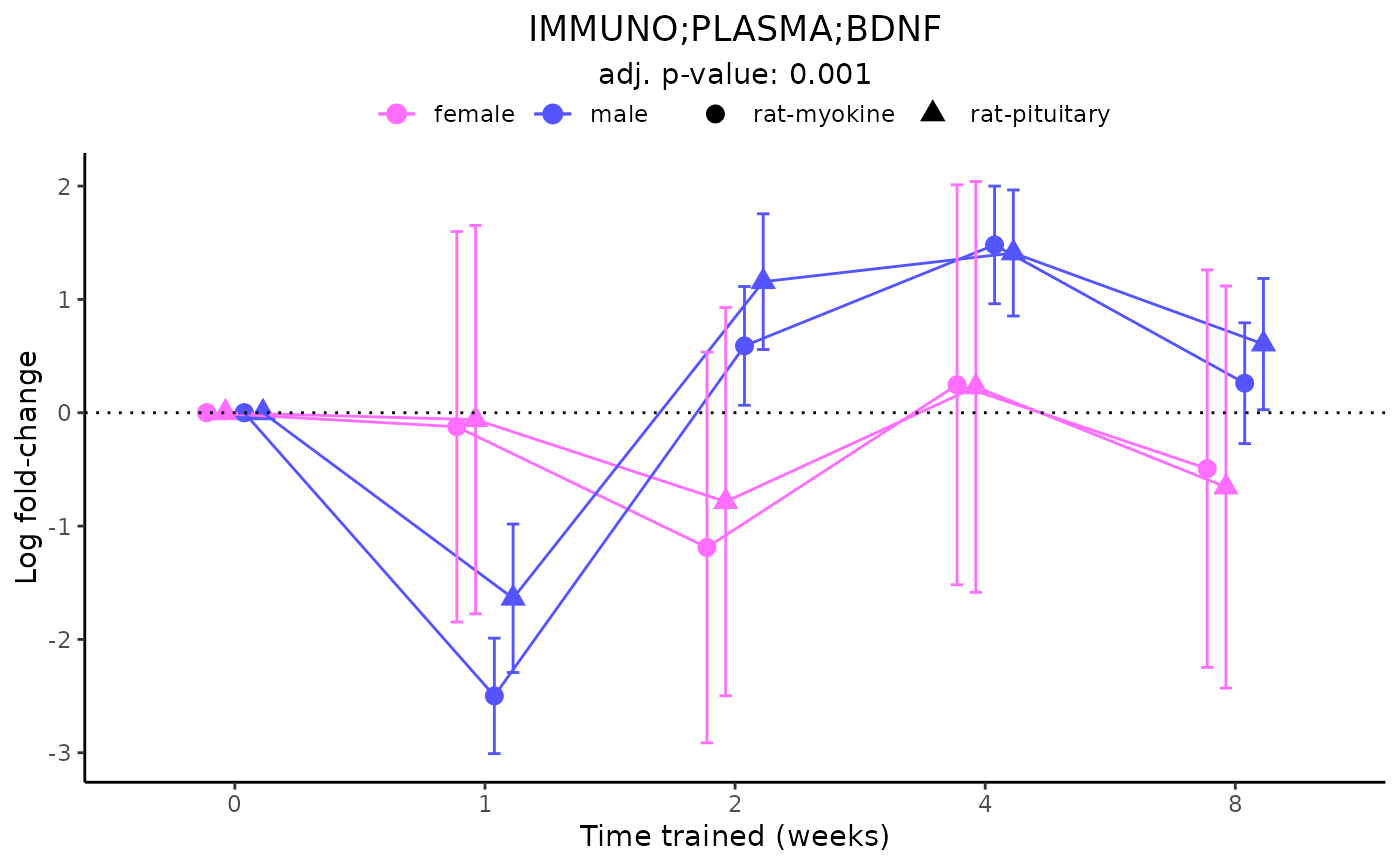 IMMUNO;PLASMA;BDNF
adj. p-value: 0.001
female male rat-myokine rat-pituitary
Log fold-change
2
1
0
-1
-2
-3
0 1 2 4 8
Time trained (weeks)